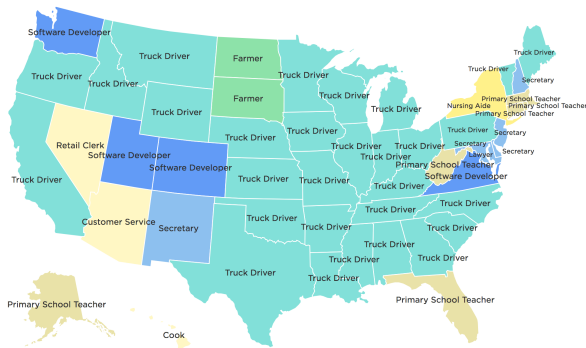 Software Developer
Truck Driver
Truck Driver
Farmer
Truck Driver
Truck Driver
Truck Driver
Truck Driver
Truck Driver
Secretary
Farmer
Truck Driver
Truck Driver
Truck Driver
Nursing Aide
Primary School Teacher
Primary School Teacher
Primary School Teacher
Truck Driver
Truck Driver
Truck Driver
Secretary
Retail Clerk
Software Developer
Software Developer
Truck Driver
Truck Driver
Truck Driver
Secretary
Lawyer
Secretary
Primary School Teacher
Software Developer
Truck Driver
Truck Driver
Truck Driver
Truck Driver
Truck Driver
Customer Service
Secretary
Truck Driver
Truck Driver
Truck Driver
Truck Driver
Truck Driver
Truck Driver
Truck Driver
Truck Driver
Truck Driver
Truck Driver
Primary School Teacher
Primary School Teacher
Cook